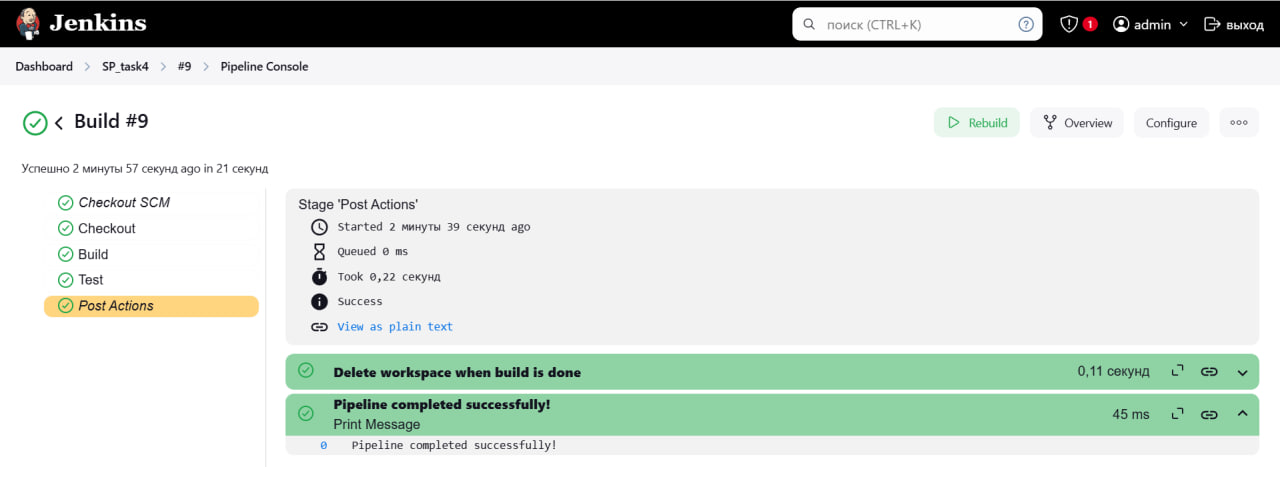 Jenkins
поиск (CTRL+K)
1
admin
выход
Dashboard > SP_task4 > #9 > Pipeline Console
Build #9
Rebuild
Overview
Configure
Успешно 2 минуты 57 секунд ago in 21 секунд
Checkout SCM
Checkout
Build
Test
Post Actions
Stage 'Post Actions'
Started 2 минуты 39 секунд ago
Queued 0 ms
Took 0,22 секунд
Success
View as plain text
Delete workspace when build is done
0,11 секунд
Pipeline completed successfully!
Print Message
45 ms
0 Pipeline completed successfully!